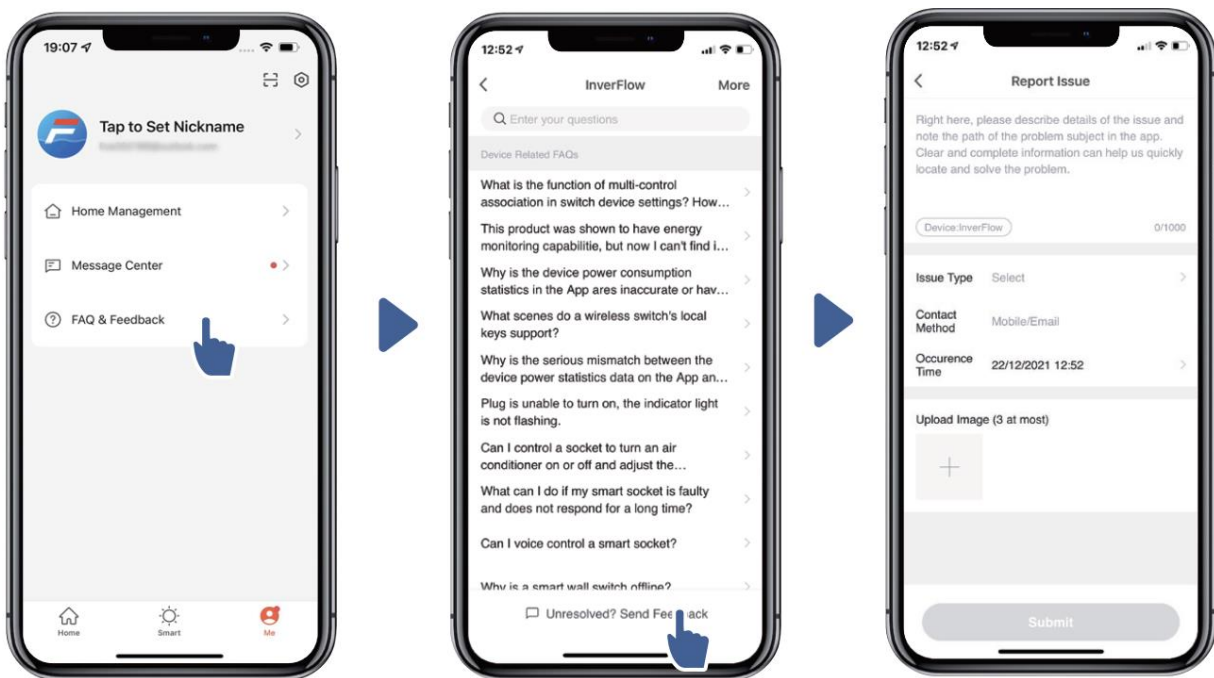 19:07
Tap to Set Nickname
Home Management
Message Center
FAQ & Feedback
Home
Smart
Me
12:52
InverFlow
More
Enter your questions
Device Related FAQs
What is the function of multi-control
association in switch device settings? How...
This product was shown to have energy
monitoring capabilitie, but now I can't find i...
Why is the device power consumption
statistics in the App ares inaccurate or hav...
What scenes do a wireless switch's local
keys support?
Why is the serious mismatch between the
device power statistics data on the App an...
Plug is unable to turn on, the indicator light
is not flashing.
Can I control a socket to turn an air
conditioner on or off and adjust the...
What can I do if my smart socket is faulty
and does not respond for a long time?
Can I voice control a smart socket?
Why is a smart wall switch offline?
Unresolved? Send Feedback
12:52
Report Issue
Right here, please describe details of the issue and
note the path of the problem subject in the app.
Clear and complete information can help us quickly
locate and solve the problem.
Device:InverFlow
0/1000
Issue Type Select
Contact
Method
Mobile/Email
Occurence
Time
22/12/2021 12:52
Upload Image (3 at most)
Submit